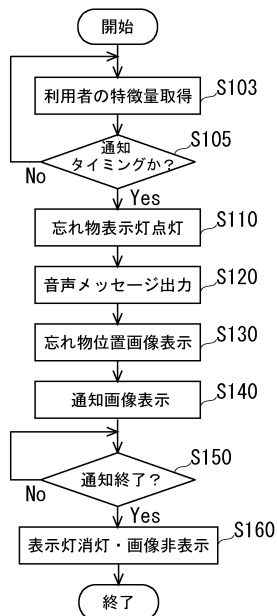 開始
利用者の特徴量取得
S103
通知
タイミングか？
S105
No
Yes
忘れ物表示灯点灯
S110
音声メッセージ出力
S120
忘れ物位置画像表示
S130
通知画像表示
S140
通知終了？
S150
No
Yes
表示灯消灯・画像非表示
S160
終了